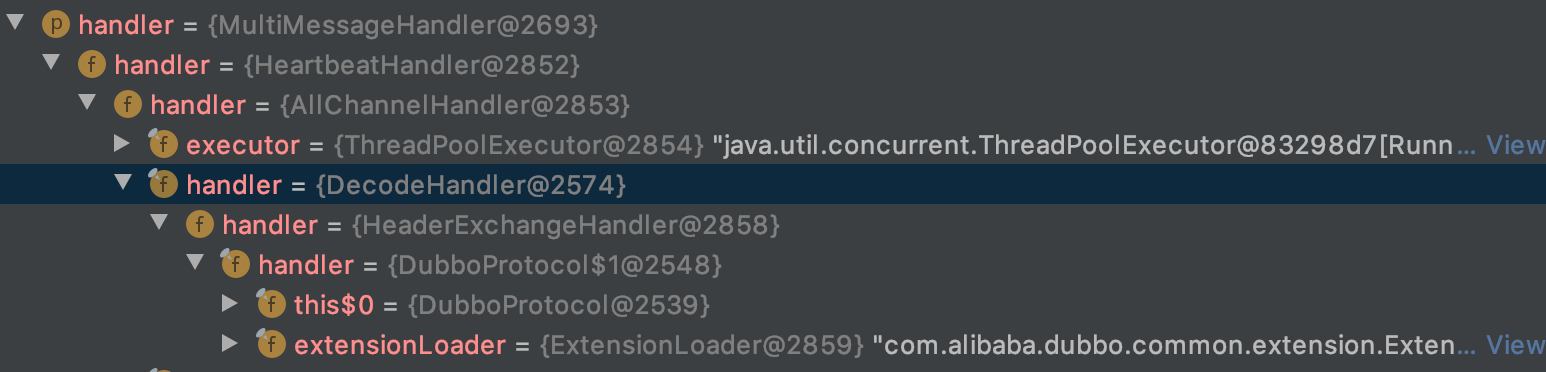 p handler = {MultiMessageHandler@2693}
f handler = {HeartbeatHandler@2852}
f handler = {AllChannelHandler@2853}
f executor = {ThreadPoolExecutor@2854} "java.util.concurrent.ThreadPoolExecutor@83298d7[Runn... View
f handler = {DecodeHandler@2574}
f handler = {HeaderExchangeHandler@2858}
f handler = {DubboProtocol$1@2548}
f this$0 = {DubboProtocol@2539}
f extensionLoader = {ExtensionLoader@2859} "com.alibaba.dubbo.common.extension.Exten... View